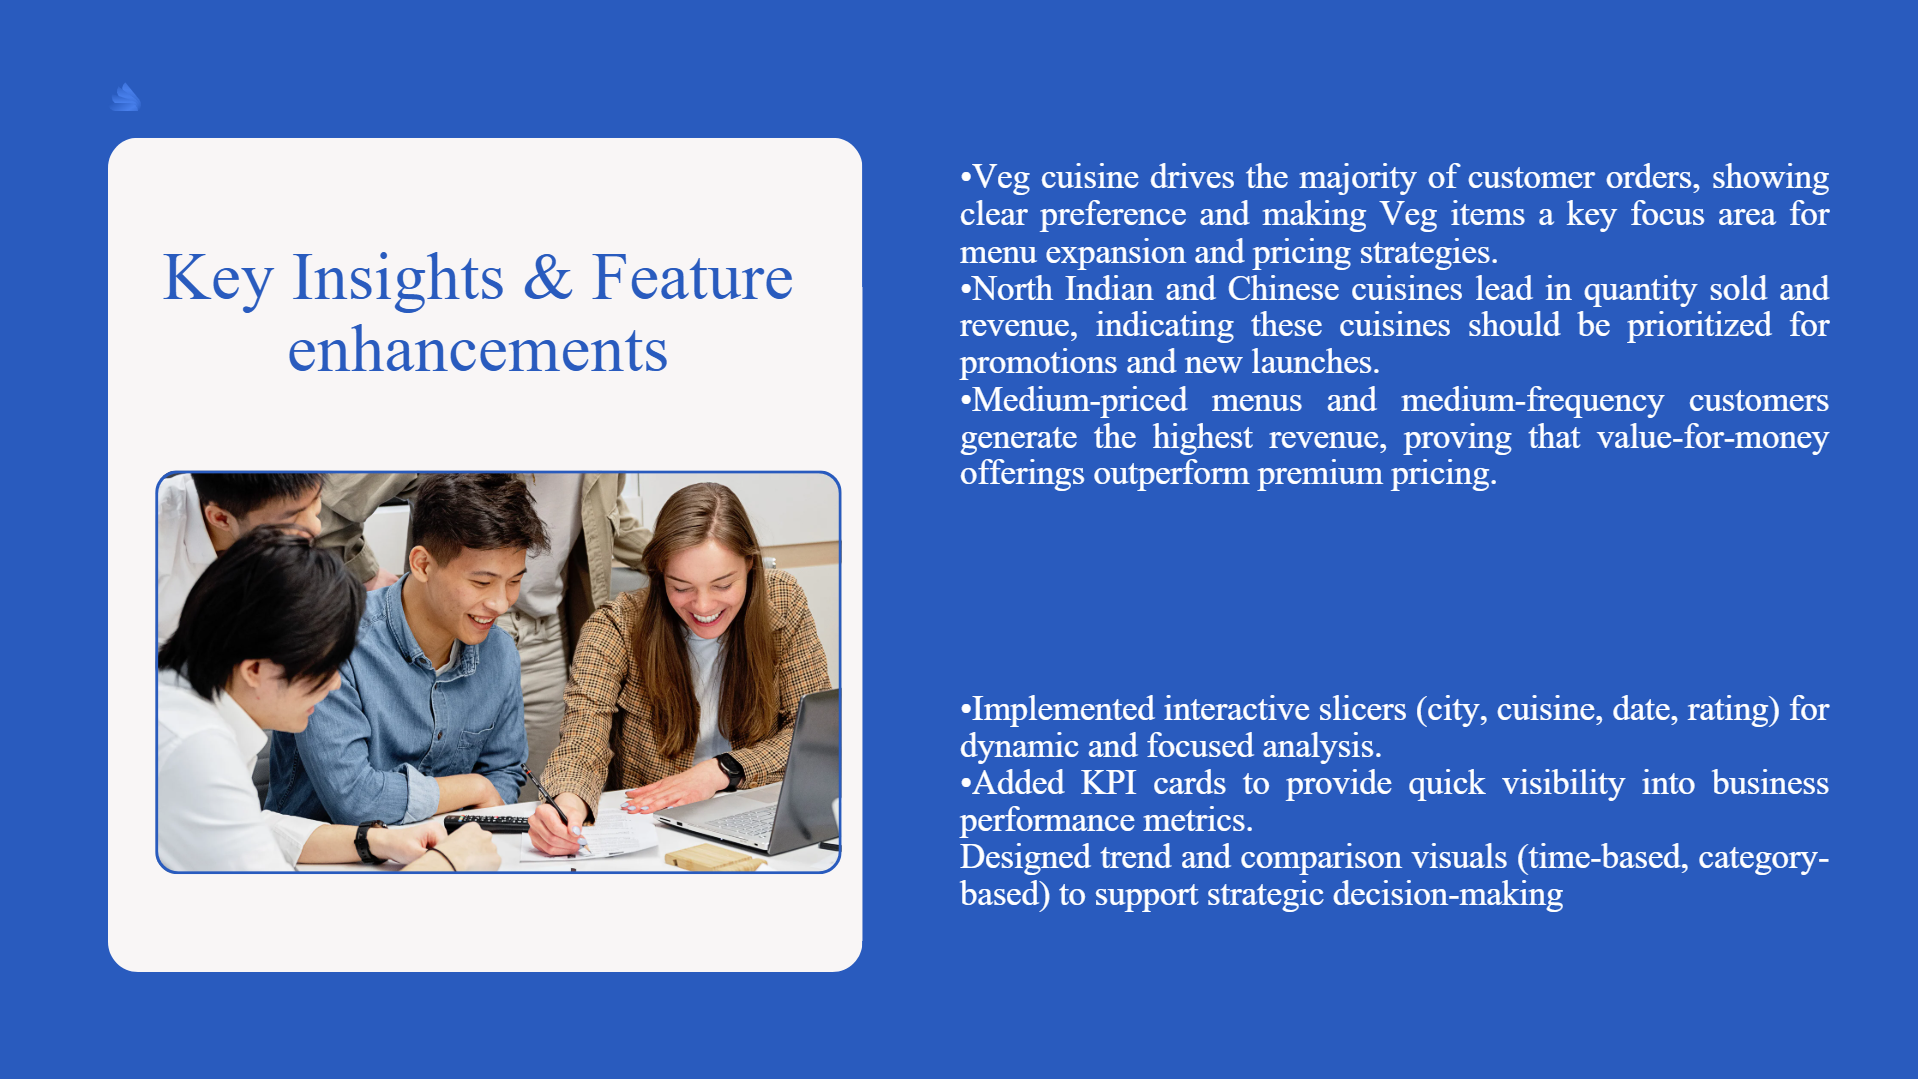 Key Insights & Feature
enhancements
•Veg cuisine drives the majority of customer orders, showing
clear preference and making Veg items a key focus area for
menu expansion and pricing strategies.
•North Indian and Chinese cuisines lead in quantity sold and
revenue, indicating these cuisines should be prioritized for
promotions and new launches.
•Medium-priced menus and medium-frequency customers
generate the highest revenue, proving that value-for-money
offerings outperform premium pricing.
•Implemented interactive slicers (city, cuisine, date, rating) for
dynamic and focused analysis.
•Added KPI cards to provide quick visibility into business
performance metrics.
Designed trend and comparison visuals (time-based, category-
based) to support strategic decision-making